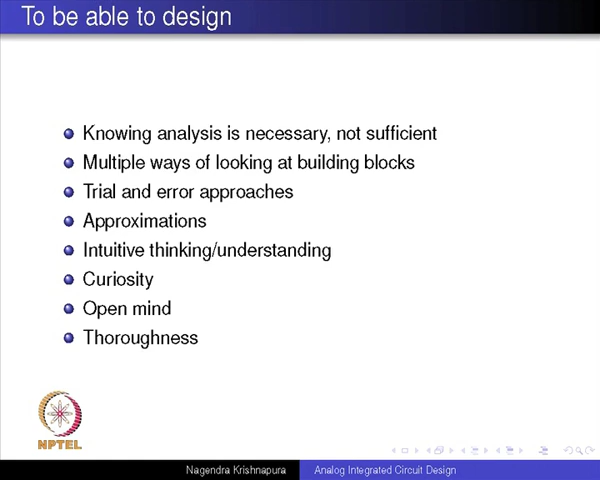 To be able to design
Knowing analysis is necessary, not sufficient
Multiple ways of looking at building blocks
Trial and error approaches
Approximations
Intuitive thinking/understanding
Curiosity
Open mind
Thoroughness
NPTEL
Nagendra Krishnapura Analog Integrated Circuit Design